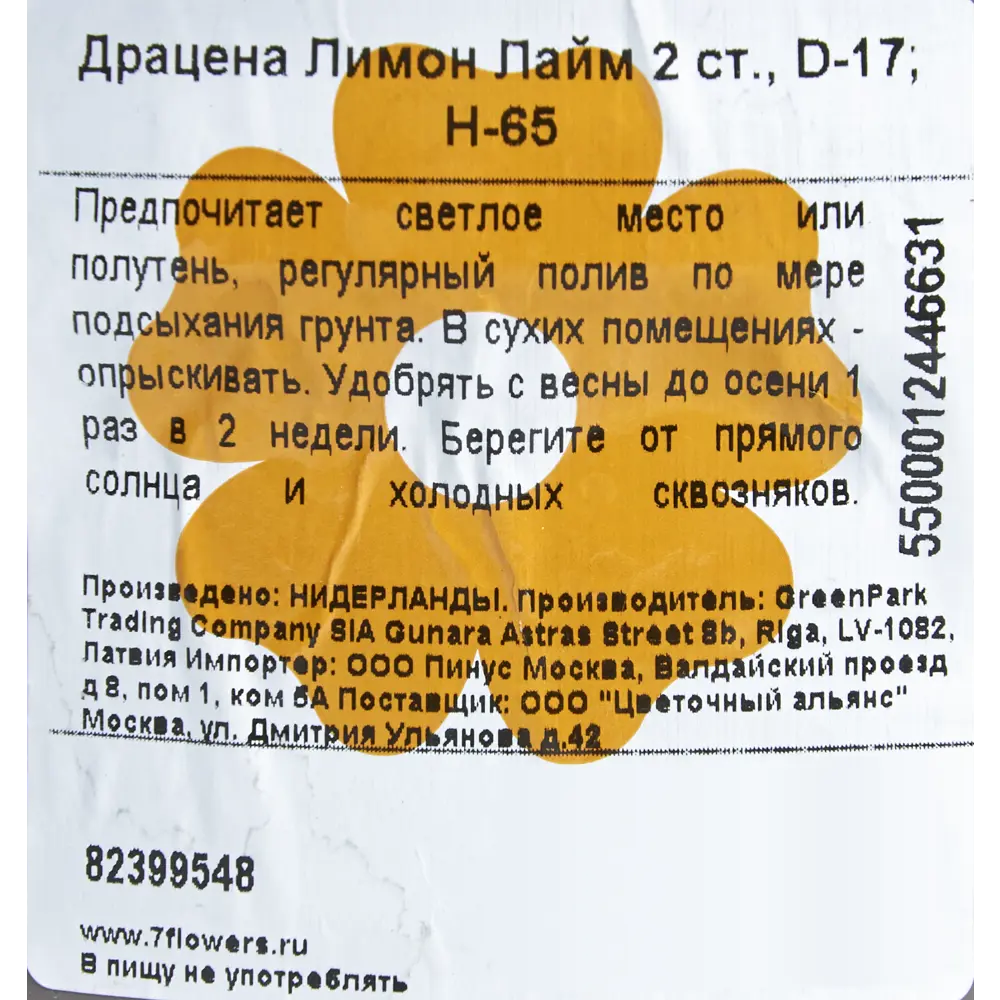 Драцена Лимон Лайм 2 ст., D-17;
H-65
Предпочитает светлое место или
полутень, регулярный полив по мере
подсыхания грунта. В сухих помещениях -
опрыскивать. Удобрять с весны до осени 1
раз в 2 недели. Берегите от прямого
солнца и холодных сквозняков.
5500012446631
Произведено: НИДЕРЛАНДЫ. Производитель: GreenPark
Trading Company SIA Gunara Astras Street 8b, Riga, LV-1082,
Латвия Импортер: ООО Пинус Москва, Валдайский проезд
д 8, пом 1, ком 5А Поставщик: ООО "Цветочный альянс"
Москва, ул. Дмитрия Ульянова д.42
82399548
www.7flowers.ru
В пищу не употреблять